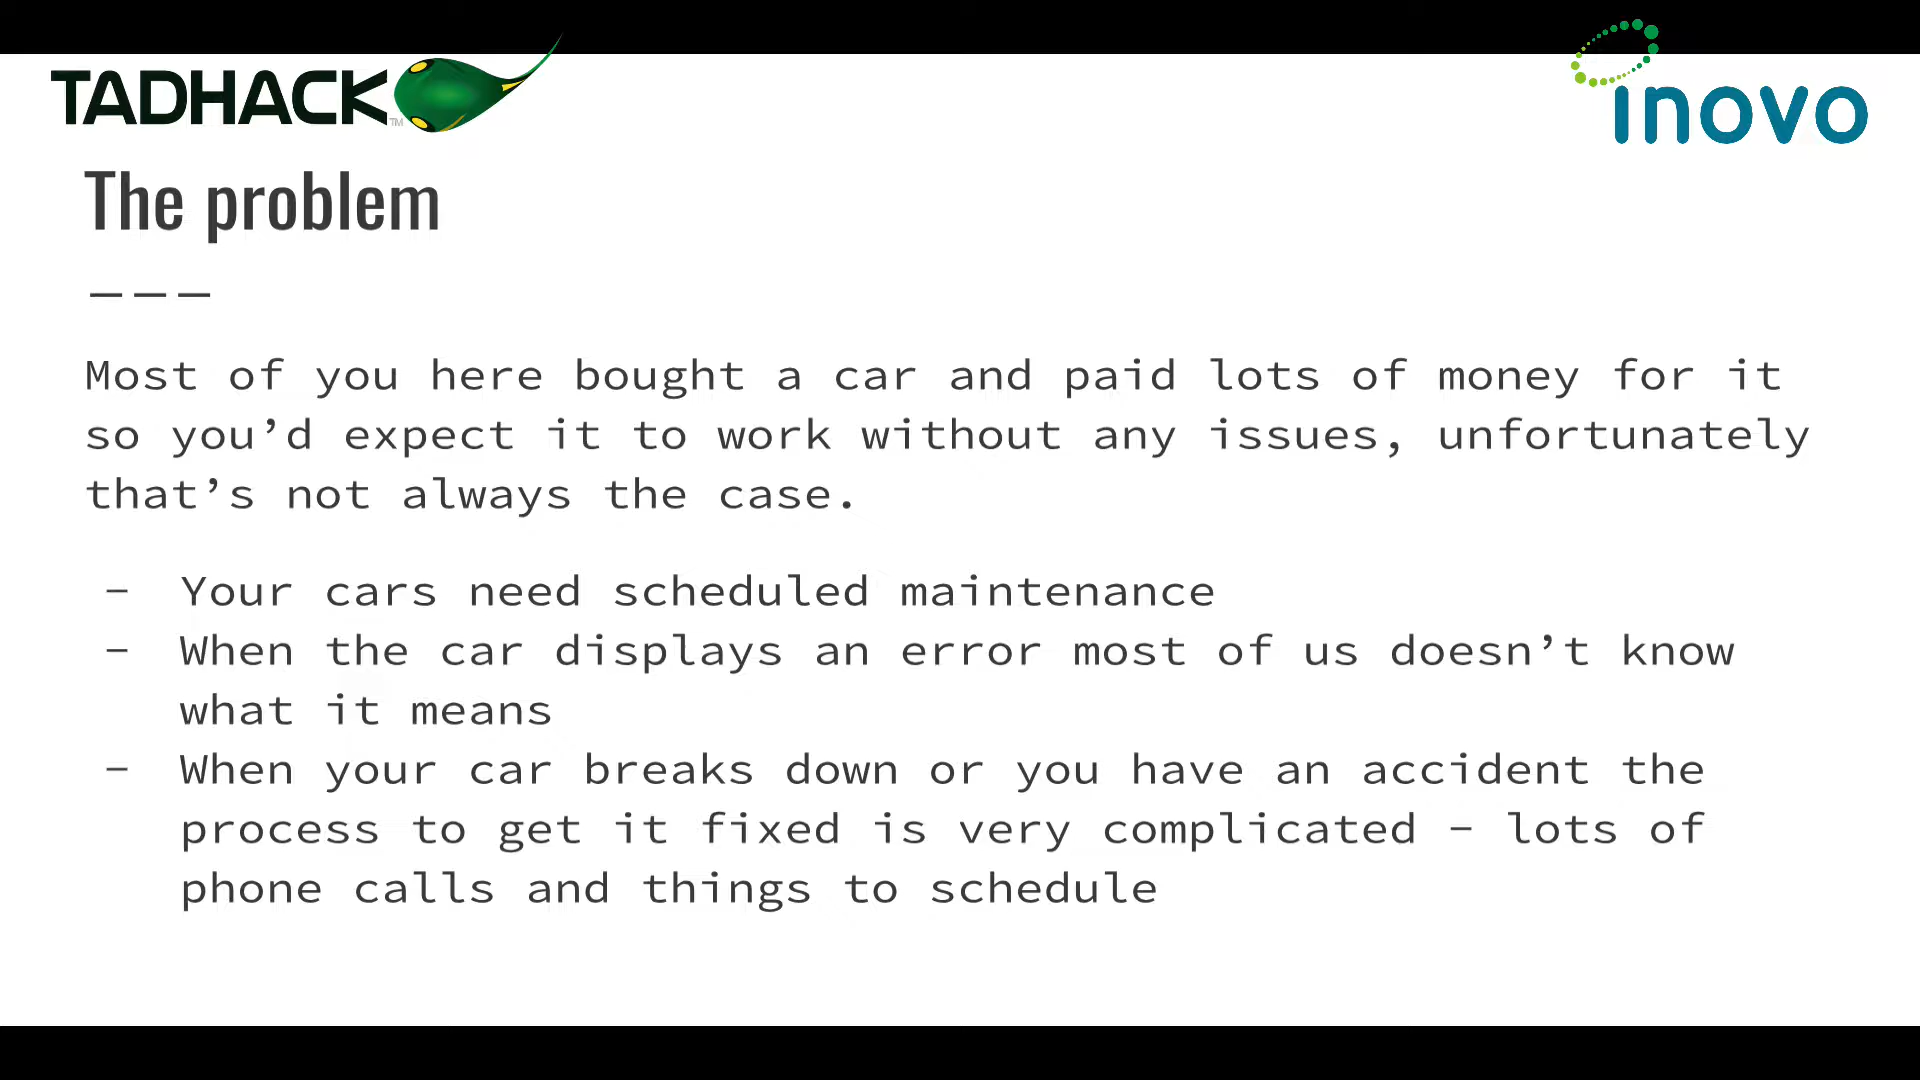 TADHACK™
inovo
The problem
———
Most of you here bought a car and paid lots of money for it
so you’d expect it to work without any issues, unfortunately
that’s not always the case.
- Your cars need scheduled maintenance
- When the car displays an error most of us doesn’t know
what it means
- When your car breaks down or you have an accident the
process to get it fixed is very complicated - lots of
phone calls and things to schedule